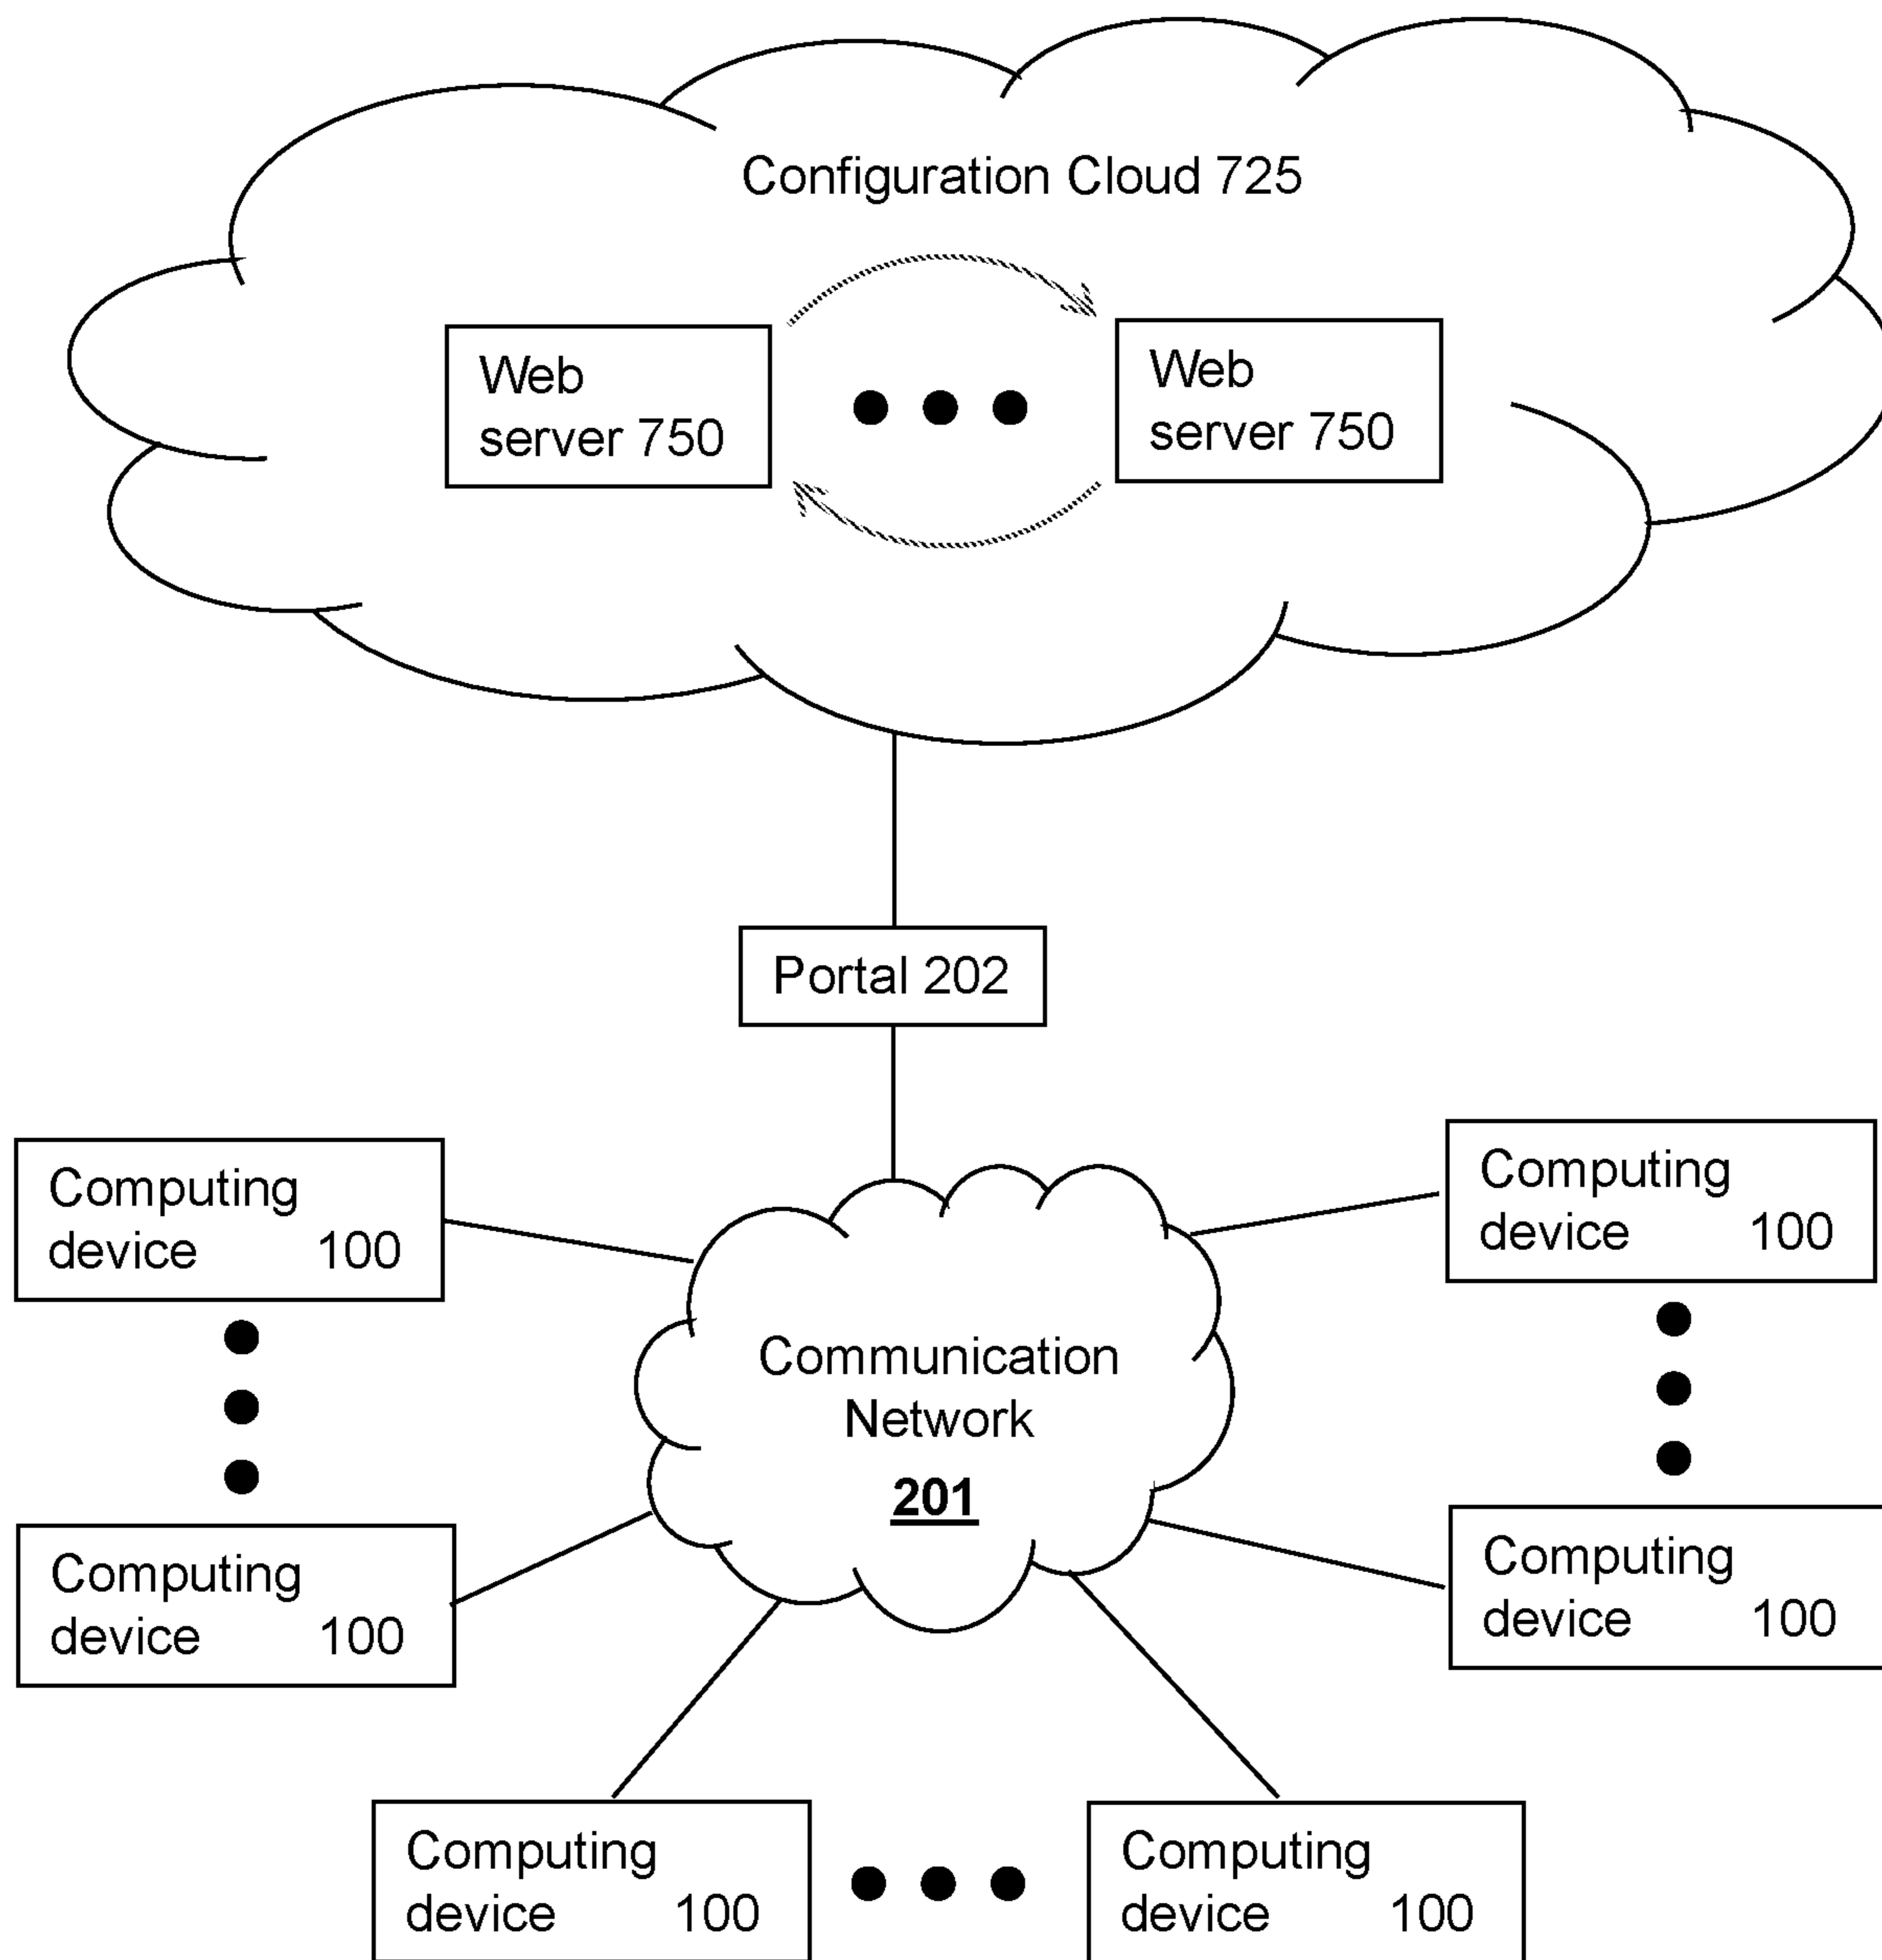 Configuration Cloud 725
Web
server 750
Web
server 750
Portal 202
Computing
device 100
Computing
device 100
Communication
Network
201
Computing
device 100
Computing
device 100
Computing
device 100
Computing
device 100